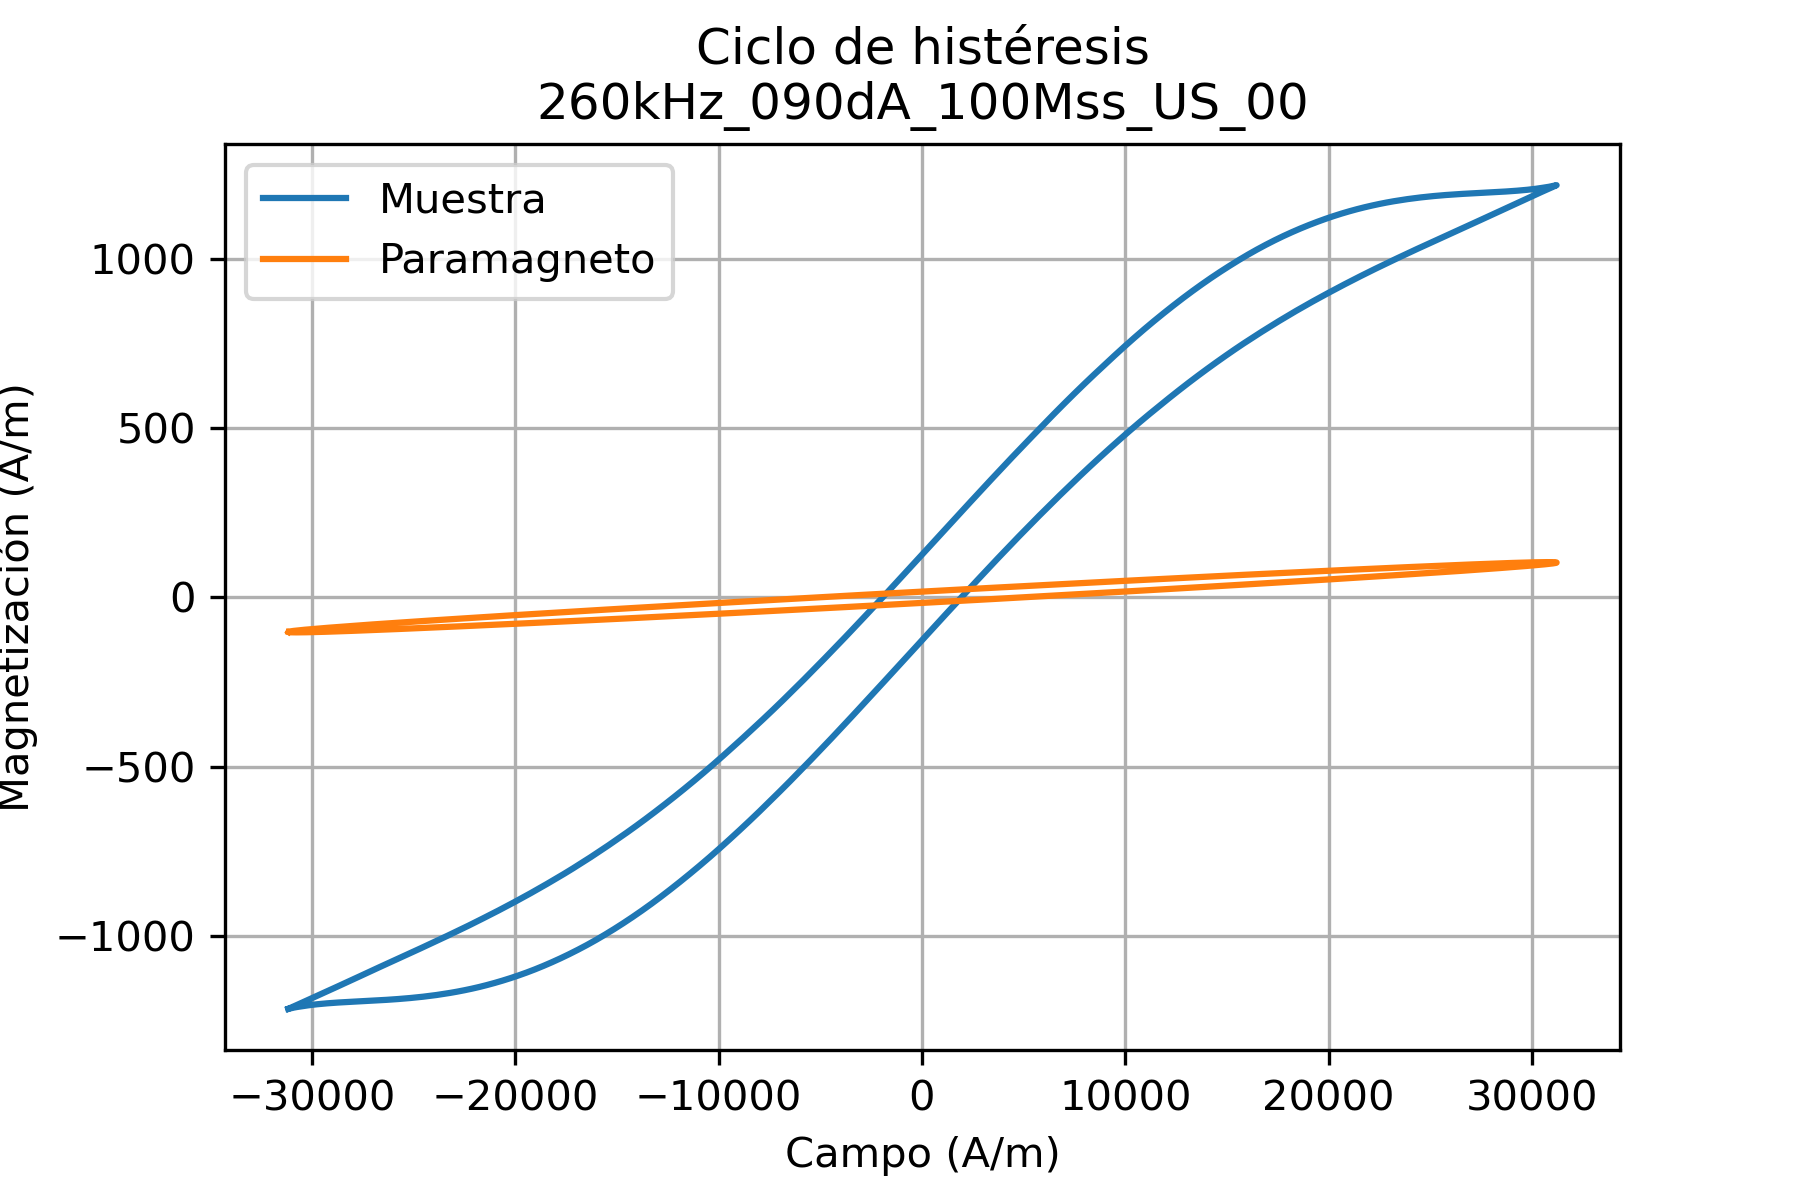 Ciclo de histéresis
260kHz_090dA_100Mss_US_00
Muestra
Paramagneto
Magnetización (A/m)
1000
500
0
−500
−1000
−30000 −20000 −10000 0 10000 20000 30000
Campo (A/m)